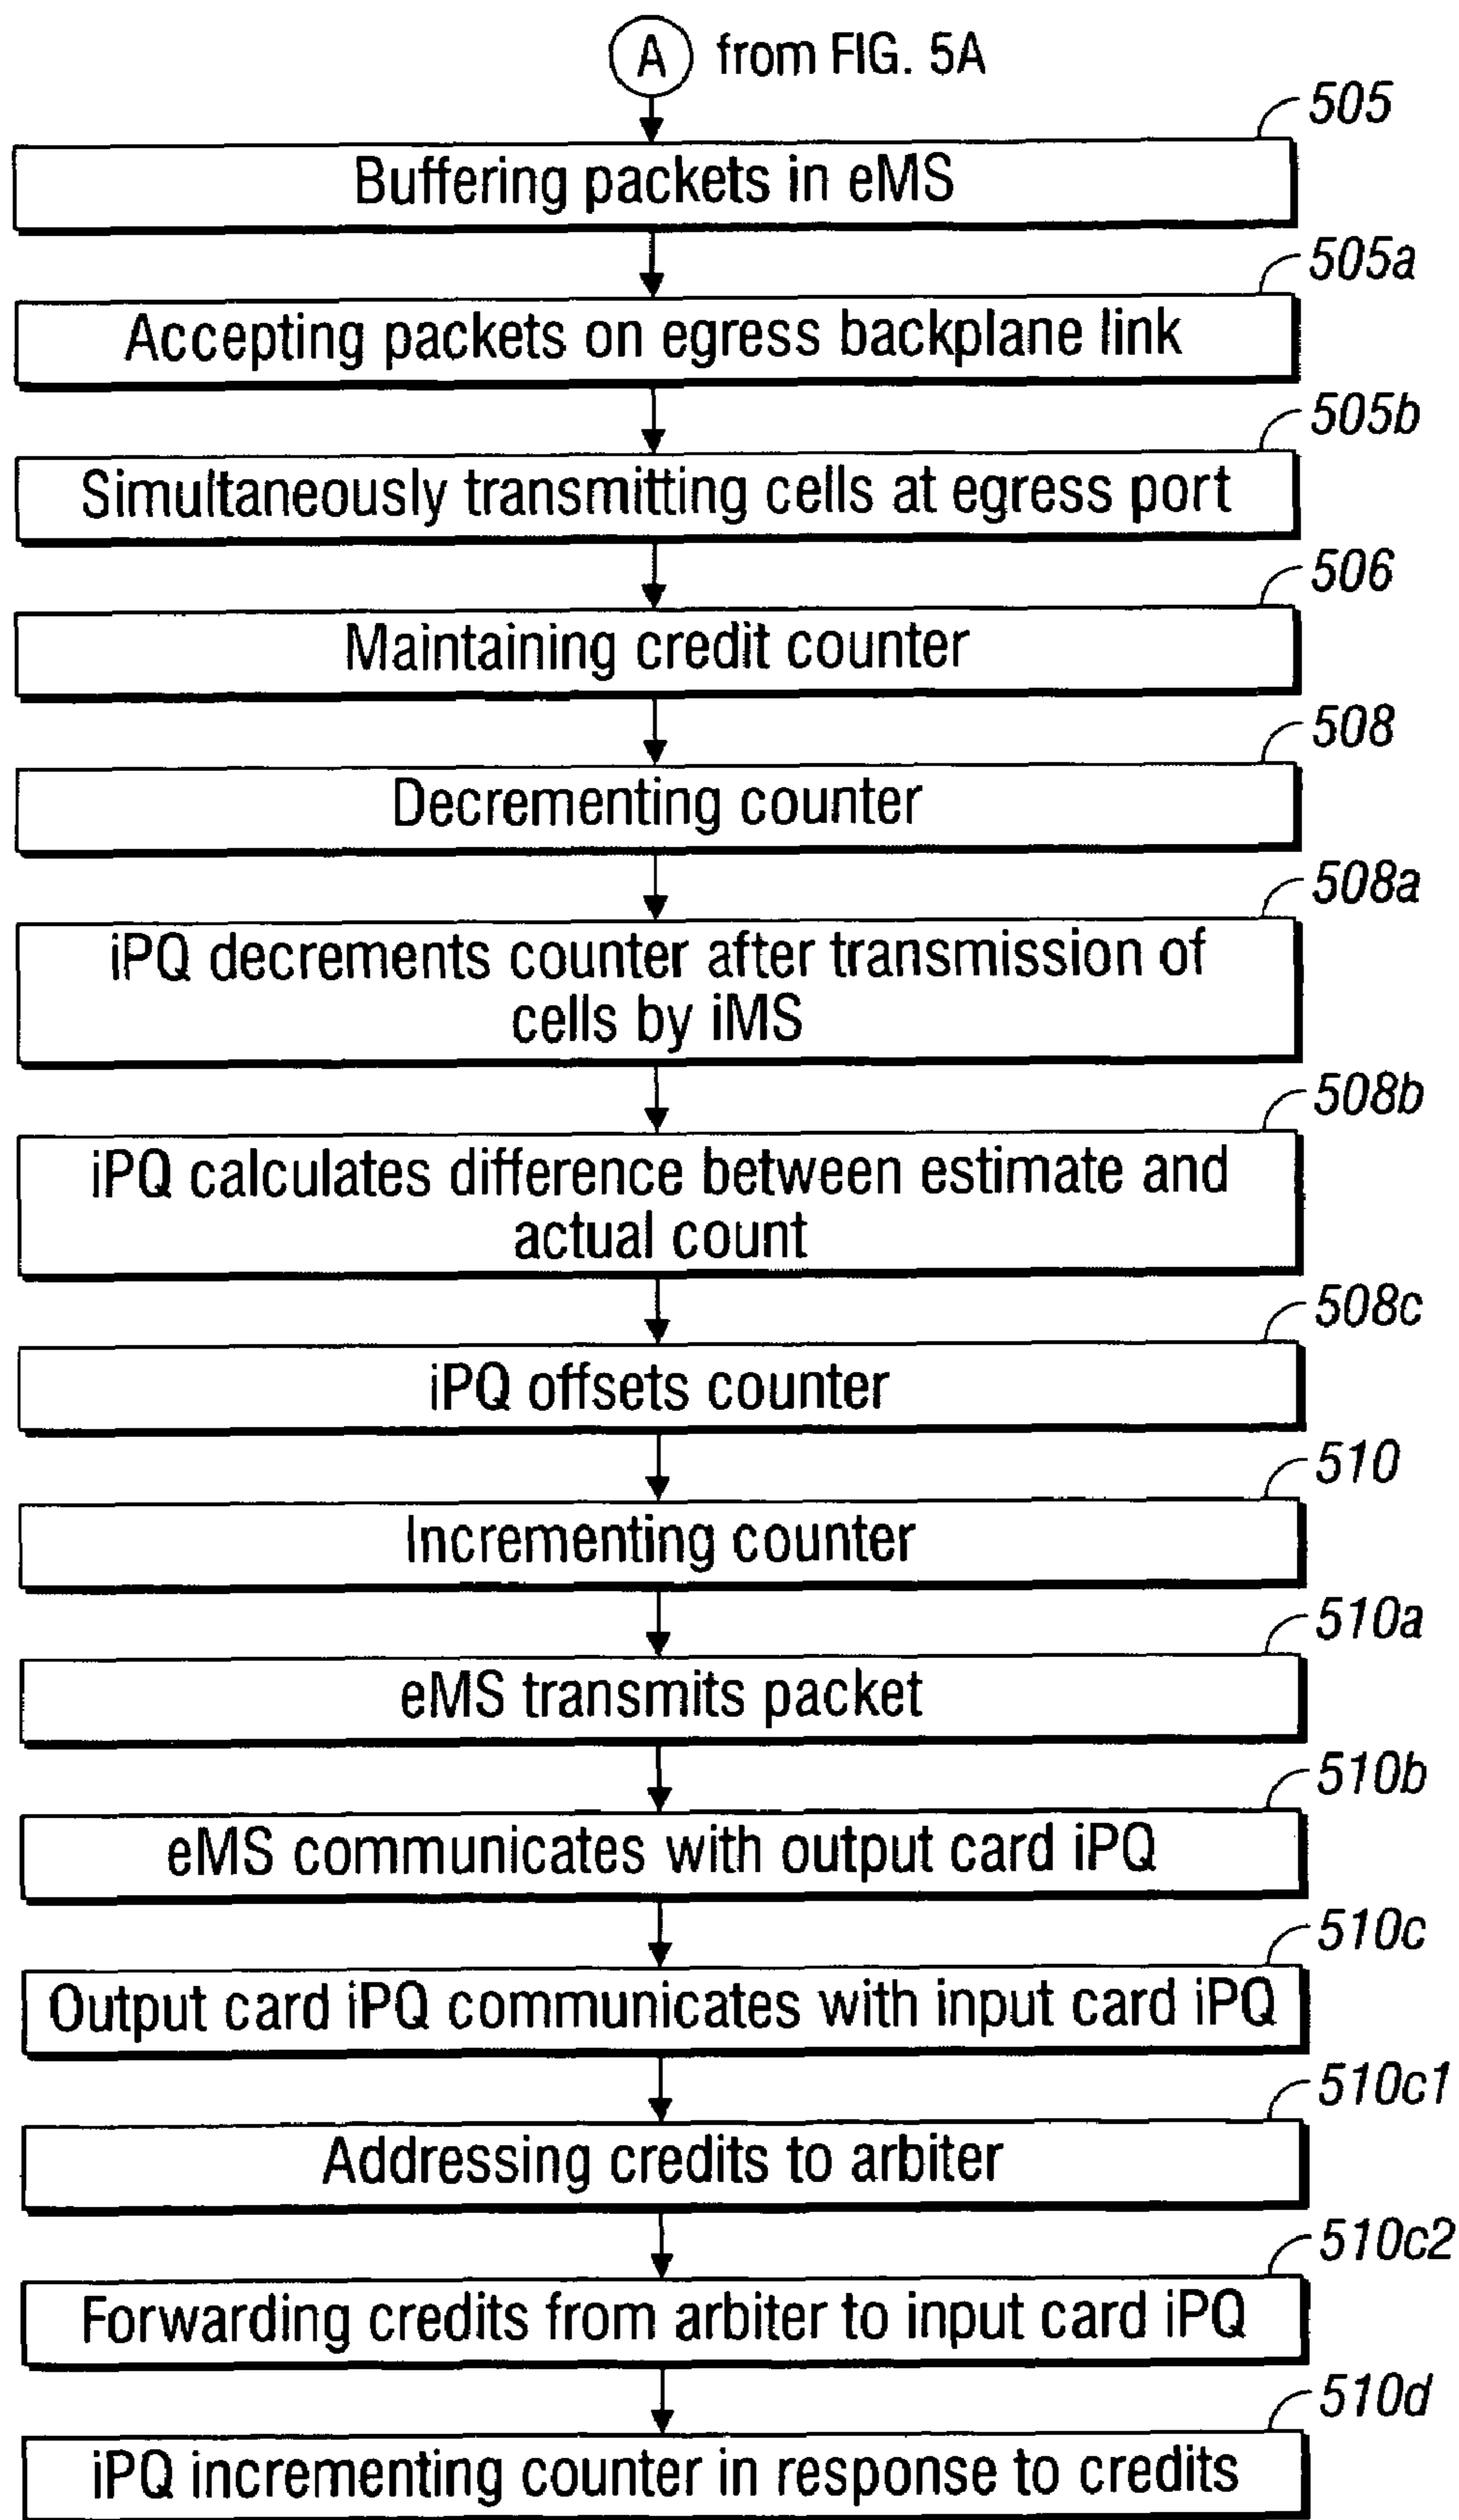 A from FIG. 5A
505
Buffering packets in eMS
505a
Accepting packets on egress backplane link
505b
Simultaneously transmitting cells at egress port
506
Maintaining credit counter
508
Decrementing counter
508a
iPQ decrements counter after transmission of
cells by iMS
508b
iPQ calculates difference between estimate and
actual count
508c
iPQ offsets counter
510
Incrementing counter
510a
eMS transmits packet
510b
eMS communicates with output card iPQ
510c
Output card iPQ communicates with input card iPQ
510c1
Addressing credits to arbiter
510c2
Forwarding credits from arbiter to input card iPQ
510d
iPQ incrementing counter in response to credits